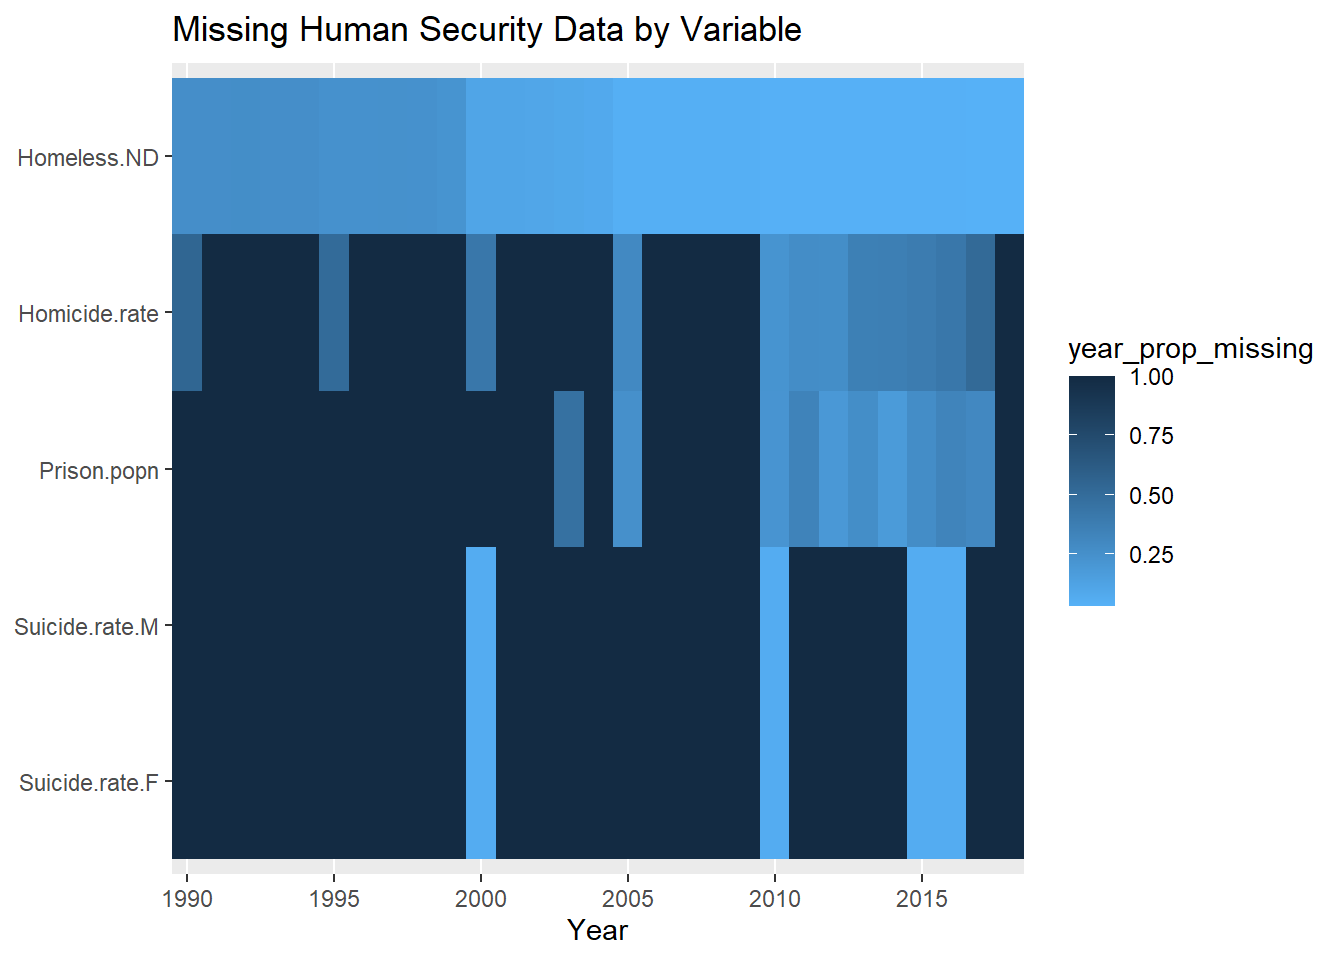 Missing Human Security Data by Variable
Homeless.ND
Homicide.rate
Prison.popn
Suicide.rate.M
Suicide.rate.F
1990 1995 2000 2005 2010 2015
Year
year_prop_missing
1.00
0.75
0.50
0.25